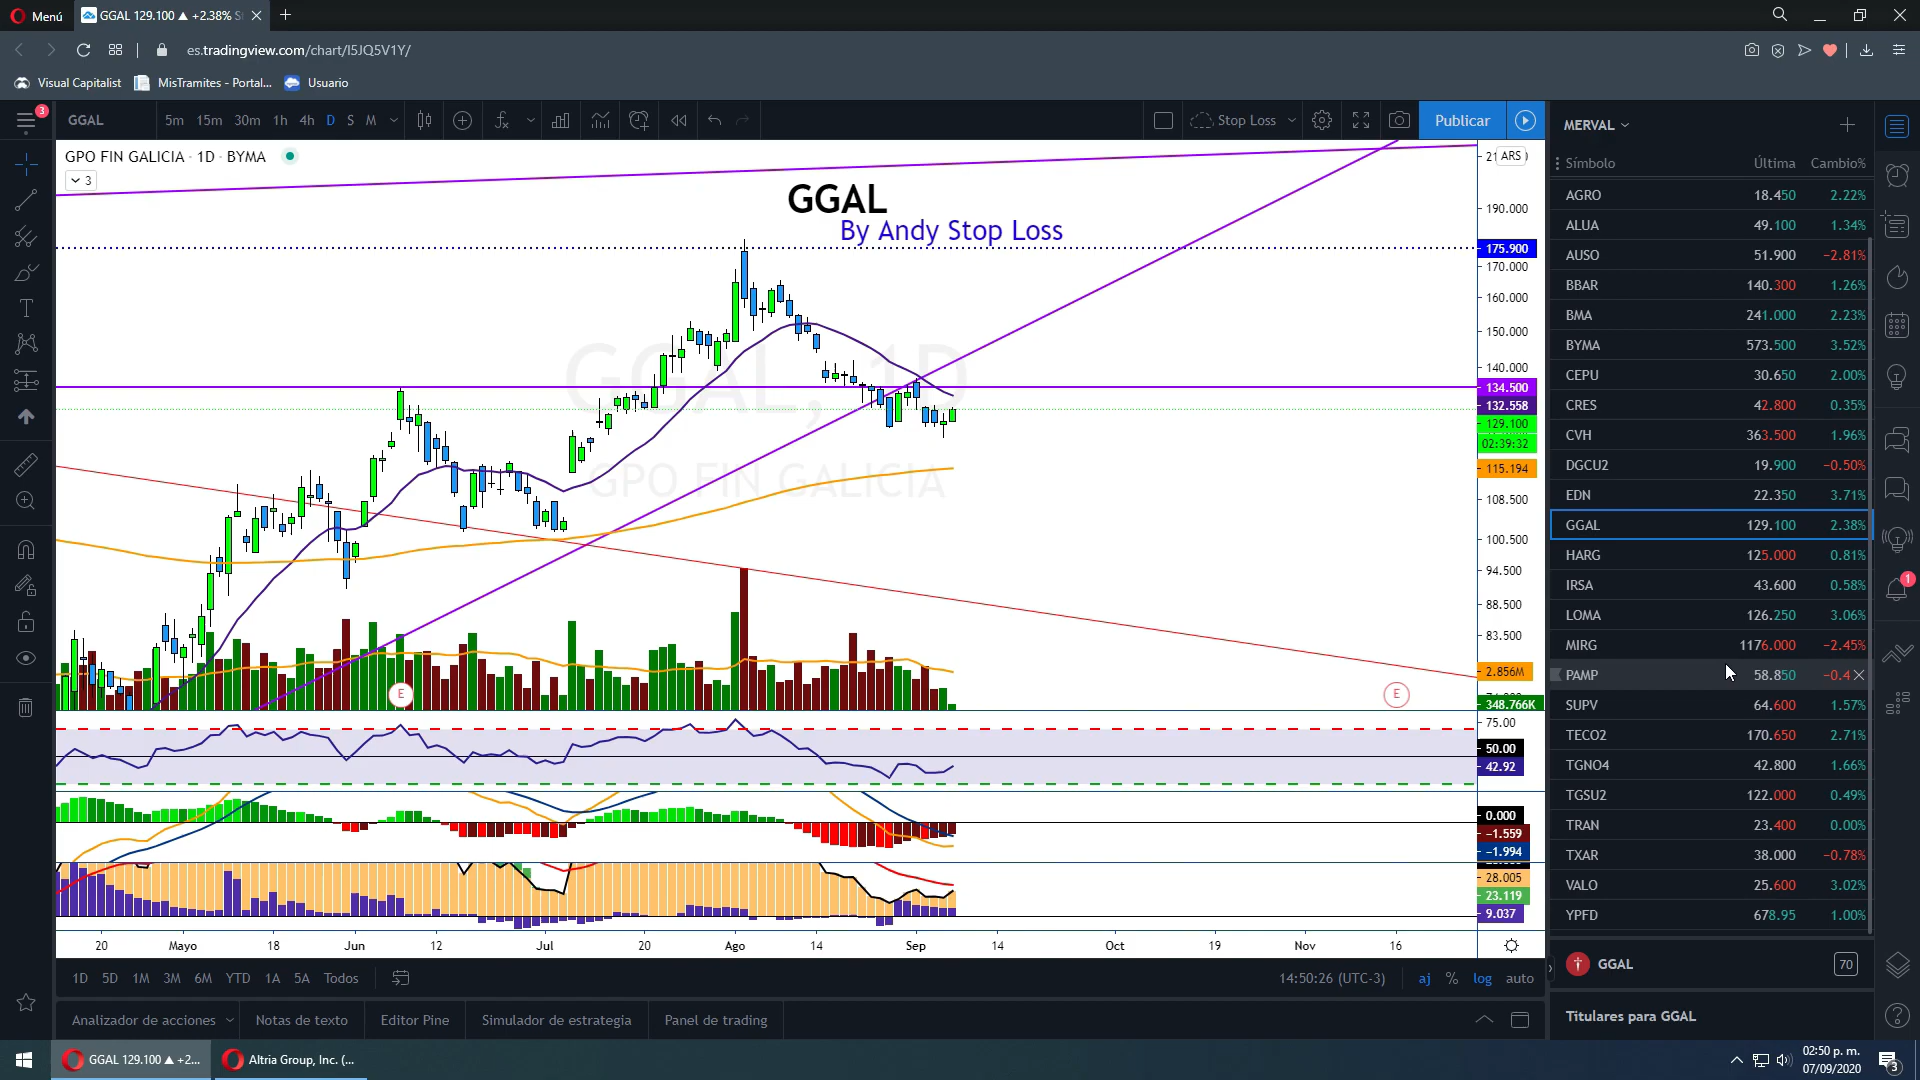 Menú
GGAL 129.100 ▲ +2.38% S
es.tradingview.com/chart/I5JQ5V1Y/
Visual Capitalist MisTramites - Portal... Usuario
3
GGAL 5m 15m 30m 1h 4h D S M
Stop Loss
Publicar
GPO FIN GALICIA · 1D · BYMA
3
GGAL
By Andy Stop Loss
GGAL, 1D
GPO FIN GALICIA
ARS
190.000
175.900
170.000
160.000
150.000
140.000
134.500
132.558
129.100
02:39:32
115.194
108.500
100.500
94.500
88.500
83.500
2.856M
348.766K
E E
75.00
50.00
42.92
0.000
−1.559
−1.994
28.005
23.119
9.037
20 Mayo 18 Jun 12 Jul 20 Ago 14 Sep 14 Oct 19 Nov 16
1D 5D 1M 3M 6M YTD 1A 5A Todos
14:50:26 (UTC-3) aj % log auto
Analizador de acciones Notas de texto Editor Pine Simulador de estrategia Panel de trading
MERVAL
Símbolo Última Cambio%
AGRO 18.450 2.22%
ALUA 49.100 1.34%
AUSO 51.900 −2.81%
BBAR 140.300 1.26%
BMA 241.000 2.23%
BYMA 573.500 3.52%
CEPU 30.650 2.00%
CRES 42.800 0.35%
CVH 363.500 1.96%
DGCU2 19.900 −0.50%
EDN 22.350 3.71%
GGAL 129.100 2.38%
HARG 125.000 0.81%
IRSA 43.600 0.58%
LOMA 126.250 3.06%
MIRG 1176.000 −2.45%
PAMP 58.850 −0.4
SUPV 64.600 1.57%
TECO2 170.650 2.71%
TGNO4 42.800 1.66%
TGSU2 122.000 0.49%
TRAN 23.400 0.00%
TXAR 38.000 −0.78%
VALO 25.600 3.02%
YPFD 678.95 1.00%
GGAL 70
Titulares para GGAL
1
GGAL 129.100 ▲ +2... Altria Group, Inc. (...
02:50 p. m.
07/09/2020
3